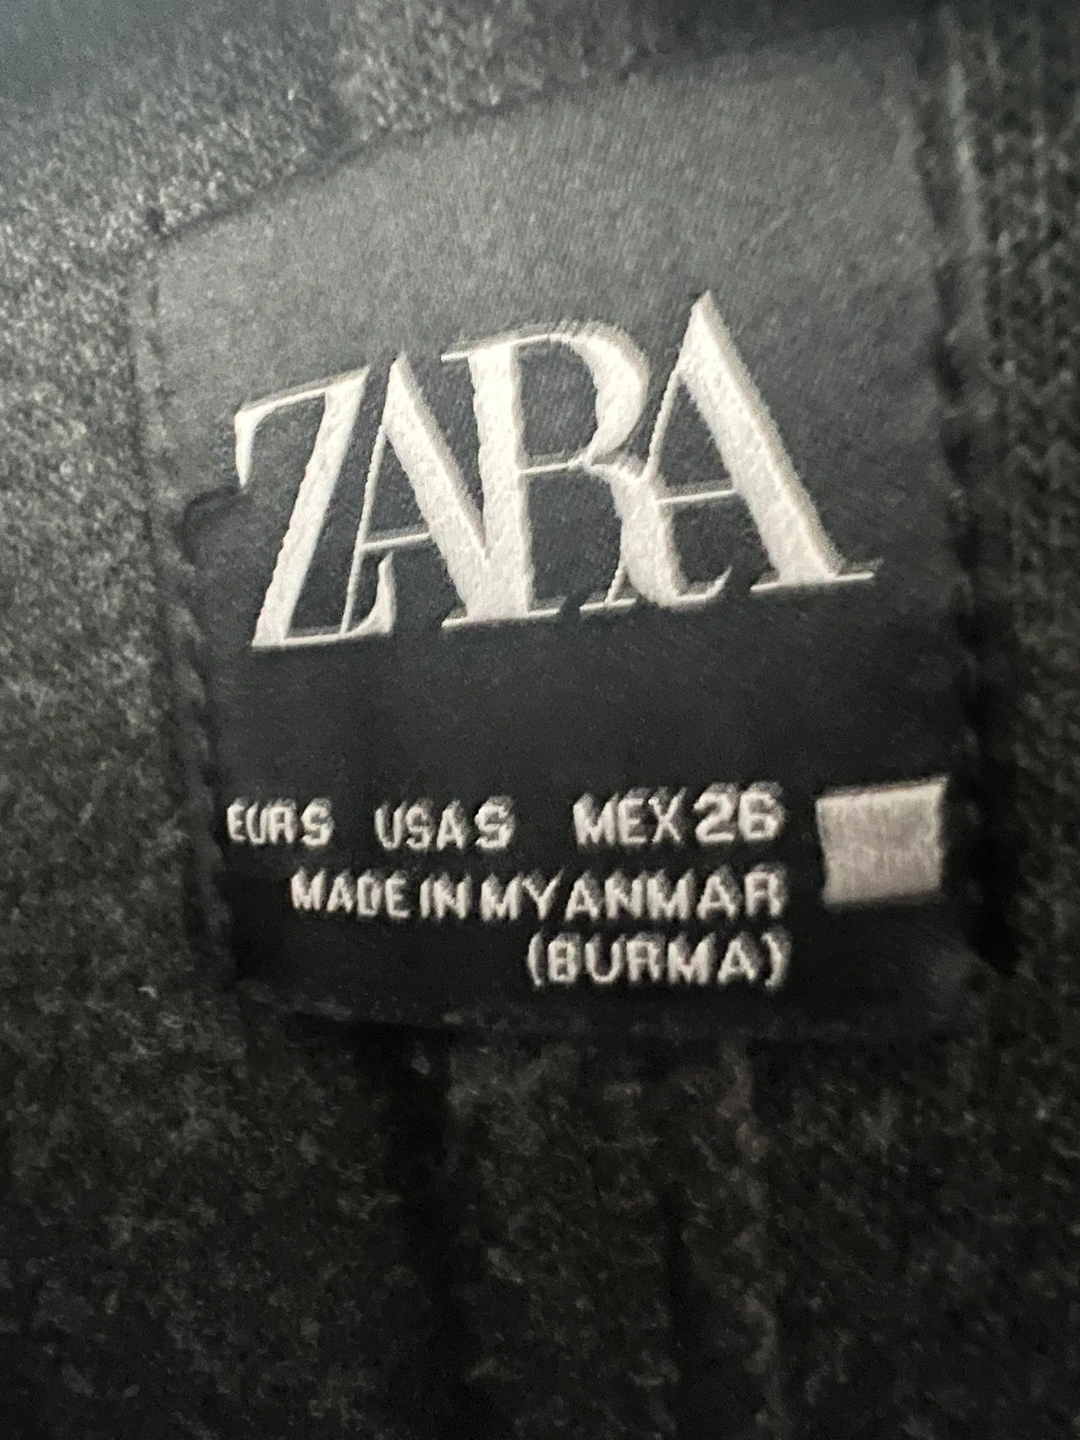 ZARA
EUR S USA S MEX 26
MADE IN MYANMAR
(BURMA)